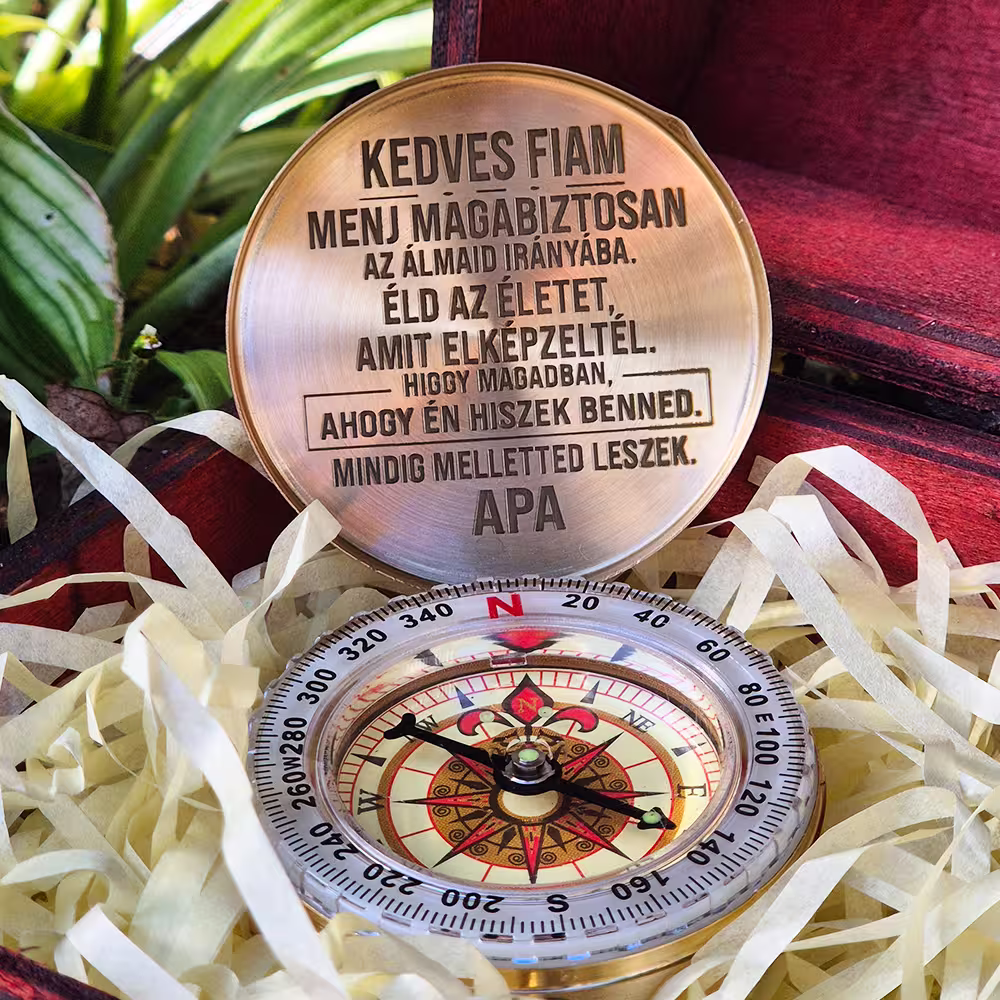 KEDVES FIAM
MENJ MAGABIZTOSAN
AZ ÁLMAID IRÁNYÁBA.
ÉLD AZ ÉLETET,
AMIT ELKÉPZELTÉL.
HIGGY MAGADBAN,
AHOGY ÉN HISZEK BENNED.
MINDIG MELLETTED LESZEK.
APA
N 20 40 60 80 E 100 120 140 160 S 200 220 240 260 W 280 300 320 340
N
NE
E
W
W